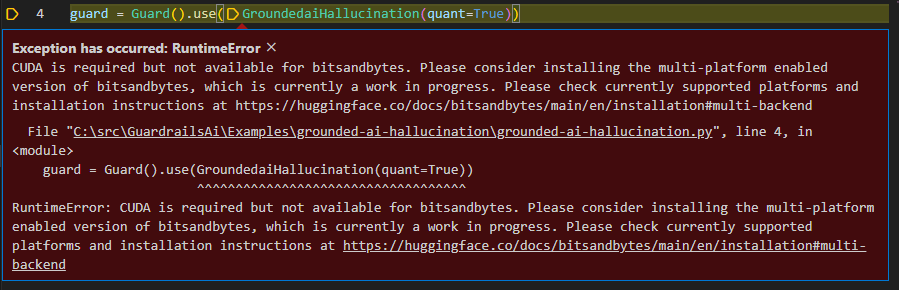 4 guard = Guard().use(GroundedaiHallucination(quant=True))
Exception has occurred: RuntimeError ×
CUDA is required but not available for bitsandbytes. Please consider installing the multi-platform enabled
version of bitsandbytes, which is currently a work in progress. Please check currently supported platforms and
installation instructions at https://huggingface.co/docs/bitsandbytes/main/en/installation#multi-backend
File "C:\src\GuardrailsAi\Examples\grounded-ai-hallucination\grounded-ai-hallucination.py", line 4, in
<module>
guard = Guard().use(GroundedaiHallucination(quant=True))
^^^^^^^^^^^^^^^^^^^^^^^^^^^^^^^^^^^
RuntimeError: CUDA is required but not available for bitsandbytes. Please consider installing the multi-platform
enabled version of bitsandbytes, which is currently a work in progress. Please check currently supported
platforms and installation instructions at https://huggingface.co/docs/bitsandbytes/main/en/installation#multi-
backend